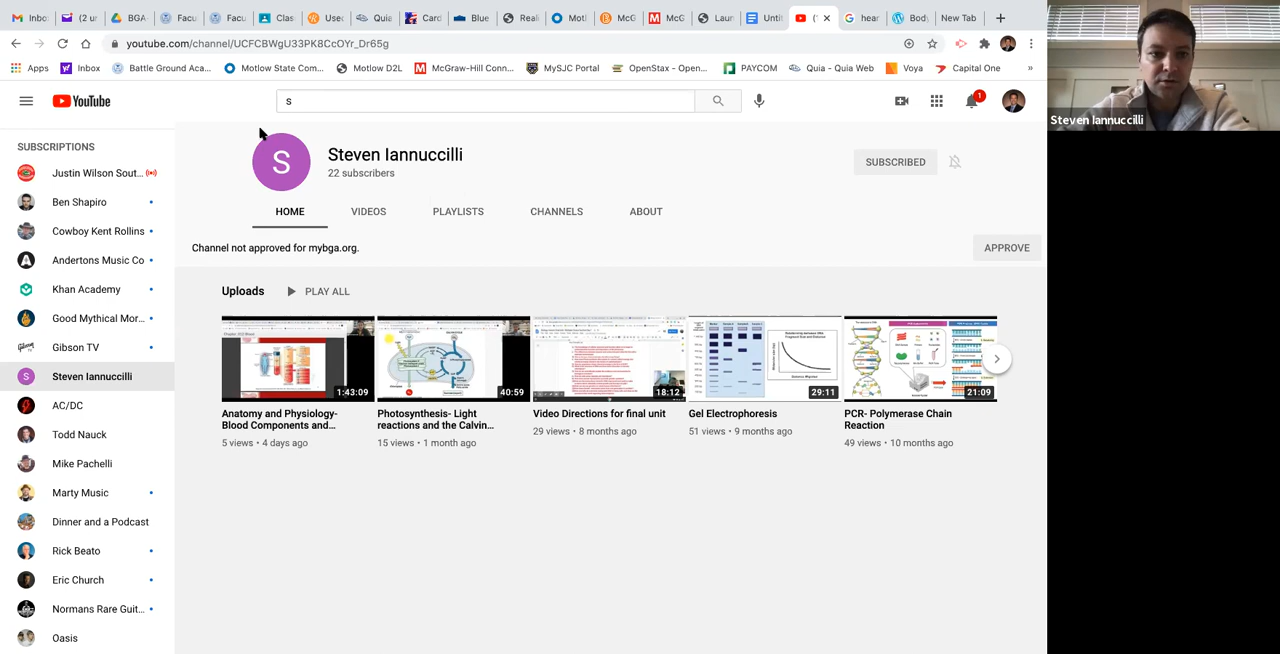 Inbo (2 ur BGA- Facu Facu Clas Usec Quia Card Blue Reali Motl McG McG Laur Unti ( × hear Body New Tab
youtube.com/channel/
Apps Inbox Battle Ground Aca... Motlow State Com... Motlow D2L MySJC Portal OpenStax - Open... PAYCOM Quia - Quia Web Voya Capital One »
YouTube s 1
SUBSCRIPTIONS
Justin Wilson Sout...
Ben Shapiro
Cowboy Kent Rollins
Andertons Music Co
Khan Academy
Good Mythical Mor...
Gibson TV
S Steven Iannuccilli
AC/DC
Todd Nauck
Mike Pachelli
Marty Music
Dinner and a Podcast
Rick Beato
Eric Church
Normans Rare Guit...
Oasis
S
Steven Iannuccilli
22 subscribers
SUBSCRIBED
HOME VIDEOS PLAYLISTS CHANNELS ABOUT
Channel not approved for mybga.org. APPROVE
Uploads PLAY ALL
1:43:09 40:59 18:12 29:11 21:09
Anatomy and Physiology-
Blood Components and...
5 views • 4 days ago
Photosynthesis- Light
reactions and the Calvin...
15 views • 1 month ago
Video Directions for final unit
29 views • 8 months ago
Gel Electrophoresis
51 views • 9 months ago
PCR- Polymerase Chain
Reaction
49 views • 10 months ago
Steven Iannuccilli